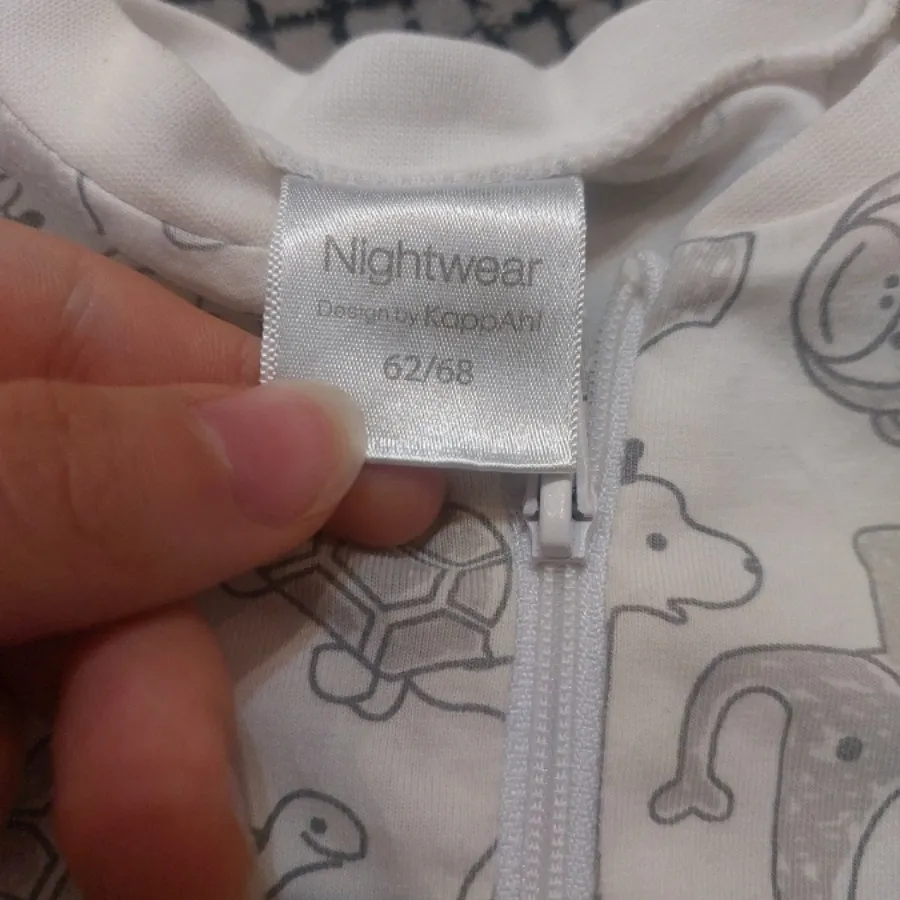 Nightwear
Design by KappAhl
62/68